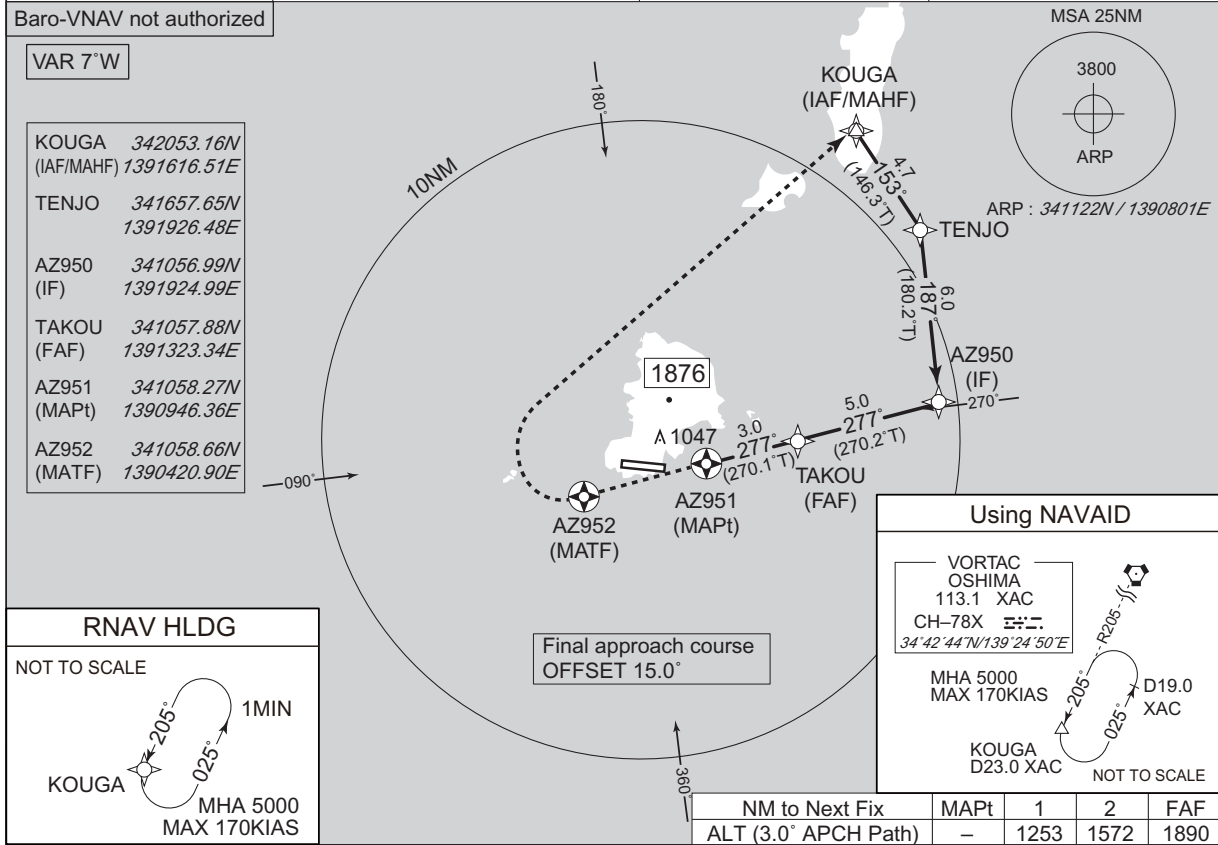 Baro-VNAV not authorized
VAR 7˚W
KOUGA 342053.16N
(IAF/MAHF) 1391616.51E
TENJO 341657.65N
1391926.48E
AZ950 341056.99N
(IF) 1391924.99E
TAKOU 341057.88N
(FAF) 1391323.34E
AZ951 341058.27N
(MAPt) 1390946.36E
AZ952 341058.66N
(MATF) 1390420.90E
180˚
10NM
KOUGA
(IAF/MAHF)
4.7
153˚
(146.3˚T)
TENJO
6.0
187˚
(180.2˚T)
AZ950
(IF)
270˚
5.0
277˚
(270.2˚T)
TAKOU
(FAF)
3.0
277˚
(270.1˚T)
AZ951
(MAPt)
AZ952
(MATF)
1876
1047
090˚
360˚
MSA 25NM
3800
ARP
ARP : 341122N / 1390801E
Final approach course
OFFSET 15.0˚
RNAV HLDG
NOT TO SCALE
205˚
1MIN
025˚
KOUGA
MHA 5000
MAX 170KIAS
Using NAVAID
VORTAC
OSHIMA
113.1 XAC
CH–78X
34˚42´44˝N/139˚24´50˝E
R205
MHA 5000
MAX 170KIAS
205˚
025˚
D19.0
XAC
KOUGA
D23.0 XAC
NOT TO SCALE
NM to Next Fix MAPt 1 2 FAF
ALT (3.0˚ APCH Path) – 1253 1572 1890